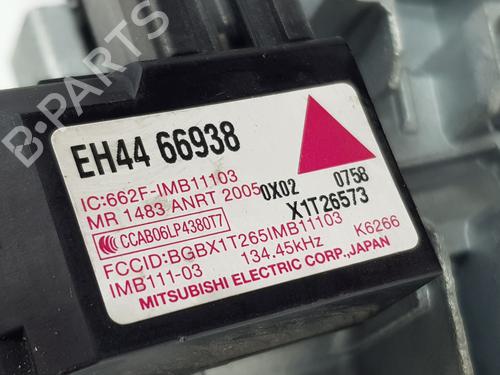 B-PARTS
EH44 66938
IC:662F-IMB11103
MR 1483 ANRT 2005
0X02 0758
X1T26573
CCAB06LP4380T7
FCCID:BGBX1T265IMB11103 K6266
IMB111-03 134.45kHz
MITSUBISHI ELECTRIC CORP.,JAPAN